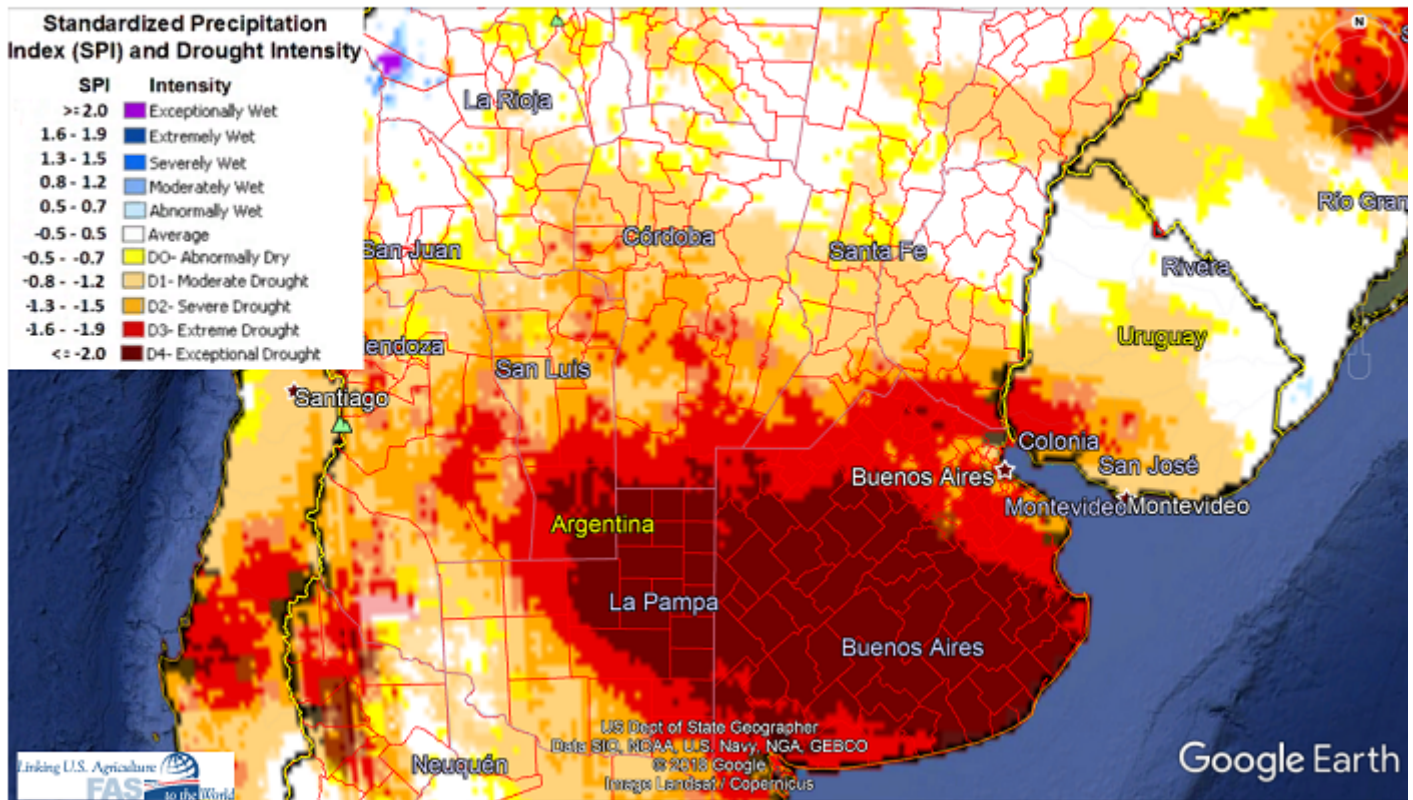 Standardized Precipitation
Index (SPI) and Drought Intensity
SPI Intensity
>= 2.0 Exceptionally Wet
1.6 - 1.9 Extremely Wet
1.3 - 1.5 Severely Wet
0.8 - 1.2 Moderately Wet
0.5 - 0.7 Abnormally Wet
-0.5 - 0.5 Average
-0.5 - -0.7 D0- Abnormally Dry
-0.8 - -1.2 D1- Moderate Drought
-1.3 - -1.5 D2- Severe Drought
-1.6 - -1.9 D3- Extreme Drought
<= -2.0 D4- Exceptional Drought
N
La Rioja
Río Gran
San Juan
Córdoba
Santa Fe
Rivera
Uruguay
endoza
San Luis
Santiago
Colonia
San José
Buenos Aires
Montevideo
Montevideo
Argentina
La Pampa
Buenos Aires
Neuquén
US Dept of State Geographer
Data SIO, NOAA, U.S. Navy, NGA, GEBCO
© 2018 Google
Image Landsat / Copernicus
Google Earth
Linking U.S. Agriculture
FAS
to the World